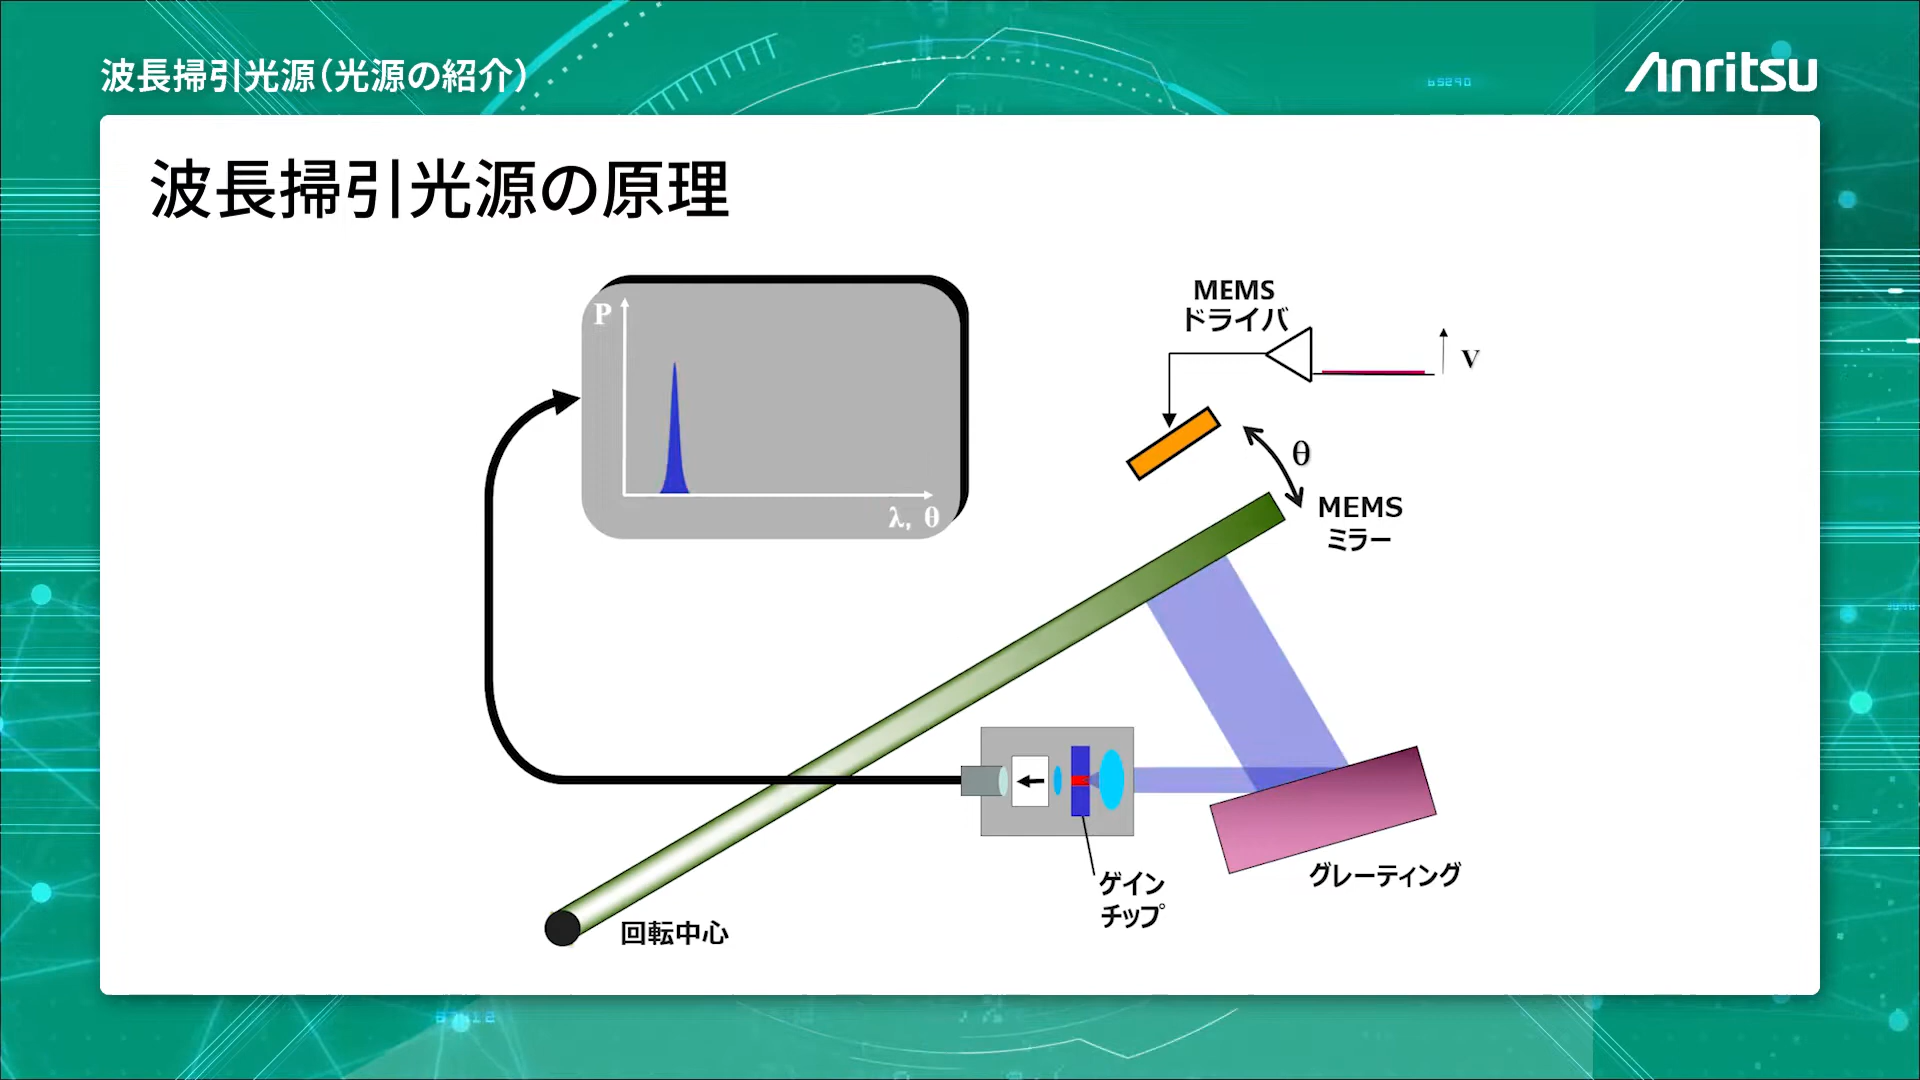 波長掃引光源(光源の紹介)
Anritsu
波長掃引光源の原理
P
λ, θ
MEMS
ドライバ
V
θ
MEMS
ミラー
ゲイン
チップ
グレーティング
回転中心